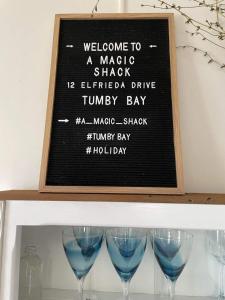 → WELCOME TO ←
A MAGIC
SHACK
12 ELFRIEDA DRIVE
TUMBY BAY
→ #A_MAGIC_SHACK
#TUMBY BAY
#HOLIDAY